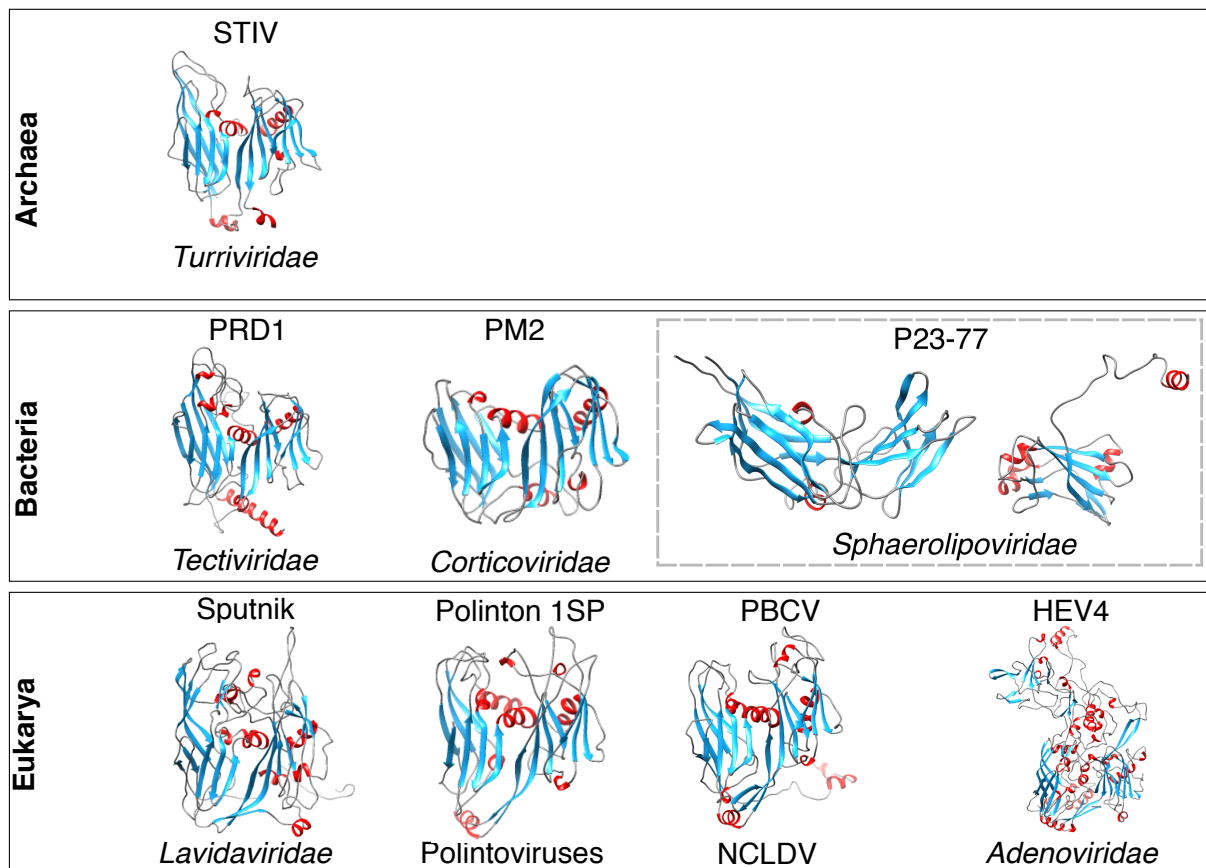 Archaea
STIV
Turriviridae
Bacteria
PRD1
PM2
P23-77
Tectiviridae
Corticoviridae
Sphaerolipoviridae
Eukarya
Sputnik
Polinton 1SP
PBCV
HEV4
Lavidaviridae
Polintoviruses
NCLDV
Adenoviridae